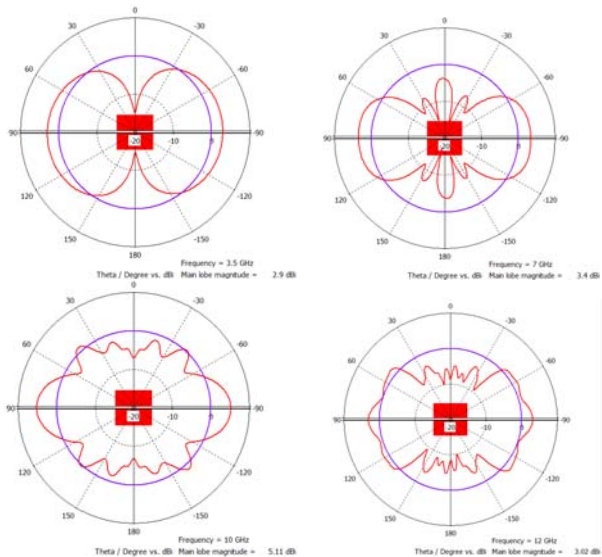 0
30 -30
60 -60
90 -20 -10 0 -90
120 -120
150 -150
180
Frequency = 3.5 GHz
Theta / Degree vs. dBi Main lobe magnitude = 2.9 dBi
0
30 -30
60 -60
90 -20 -10 0 -90
120 -120
150 -150
180
Frequency = 7 GHz
Theta / Degree vs. dBi Main lobe magnitude = 3.4 dBi
0
30 -30
60 -60
90 -20 -10 0 -90
120 -120
150 -150
180
Frequency = 10 GHz
Theta / Degree vs. dBi Main lobe magnitude = 5.11 dBi
0
30 -30
60 -60
90 -20 -10 0 -90
120 -120
150 -150
180
Frequency = 12 GHz
Theta / Degree vs. dBi Main lobe magnitude = 3.02 dBi